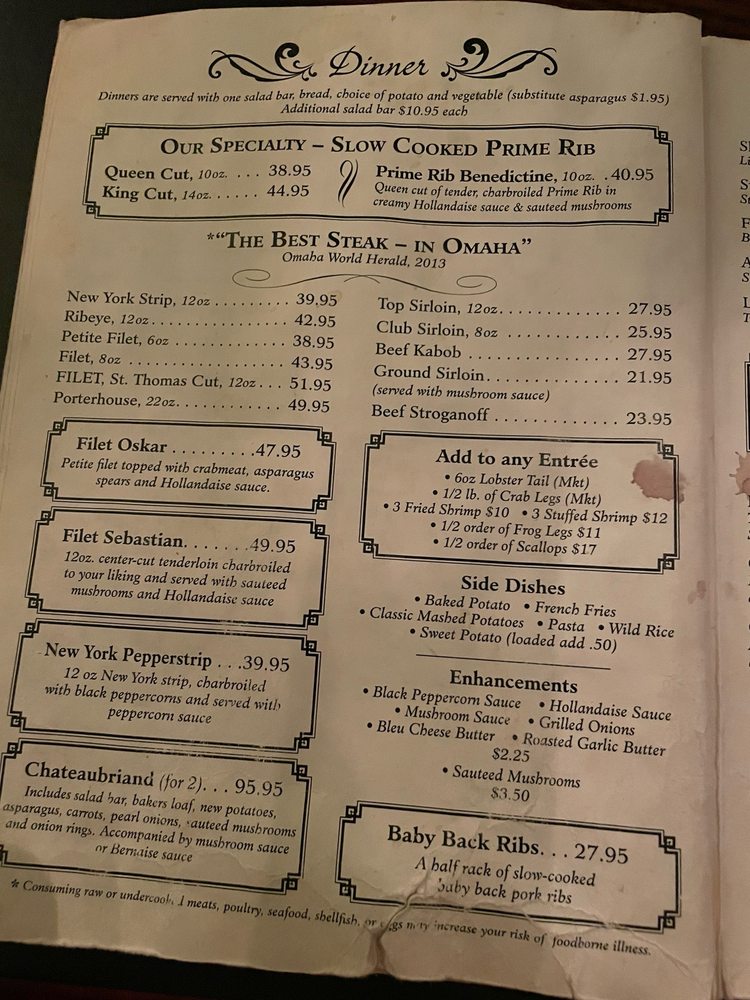 Dinner
Dinners are served with one salad bar, bread, choice of potato and vegetable (substitute asparagus $1.95)
Additional salad bar $10.95 each
Our Specialty – Slow Cooked Prime Rib
Queen Cut, 10oz. . . . 38.95
King Cut, 14oz. . . . . . 44.95
Prime Rib Benedictine, 10oz. . 40.95
Queen cut of tender, charbroiled Prime Rib in
creamy Hollandaise sauce & sauteed mushrooms
*"The Best Steak – in Omaha"
Omaha World Herald, 2013
New York Strip, 12oz . . . . . . . . . 39.95
Ribeye, 12oz. . . . . . . . . . . . . . . 42.95
Petite Filet, 6oz . . . . . . . . . . . . 38.95
Filet, 8oz . . . . . . . . . . . . . . . . . 43.95
FILET, St. Thomas Cut, 12oz . . . 51.95
Porterhouse, 22oz. . . . . . . . . . . 49.95
Filet Oskar . . . . . . . . .47.95
Petite filet topped with crabmeat, asparagus
spears and Hollandaise sauce.
Filet Sebastian. . . . . . .49.95
12oz. center-cut tenderloin charbroiled
to your liking and served with sauteed
mushrooms and Hollandaise sauce
New York Pepperstrip . . .39.95
12 oz New York strip, charbroiled
with black peppercorns and served with
peppercorn sauce
Chateaubriand (for 2). . . 95.95
Includes salad bar, bakers loaf, new potatoes,
asparagus, carrots, pearl onions, sauteed mushrooms
and onion rings. Accompanied by mushroom sauce
or Bernaise sauce
Top Sirloin, 12oz. . . . . . . . . . . . . 27.95
Club Sirloin, 8oz . . . . . . . . . . . . 25.95
Beef Kabob . . . . . . . . . . . . . . . . 27.95
Ground Sirloin. . . . . . . . . . . . . . 21.95
(served with mushroom sauce)
Beef Stroganoff . . . . . . . . . . . . . 23.95
Add to any Entrée
• 6oz Lobster Tail (Mkt)
• 1/2 lb. of Crab Legs (Mkt)
• 3 Fried Shrimp $10 • 3 Stuffed Shrimp $12
• 1/2 order of Frog Legs $11
• 1/2 order of Scallops $17
Side Dishes
• Baked Potato • French Fries
• Classic Mashed Potatoes • Pasta • Wild Rice
• Sweet Potato (loaded add .50)
Enhancements
• Black Peppercorn Sauce • Hollandaise Sauce
• Mushroom Sauce • Grilled Onions
• Bleu Cheese Butter • Roasted Garlic Butter
$2.25
• Sauteed Mushrooms
$3.50
Baby Back Ribs. . . 27.95
A half rack of slow-cooked
baby back pork ribs
* Consuming raw or undercooked meats, poultry, seafood, shellfish, or eggs may increase your risk of foodborne illness.